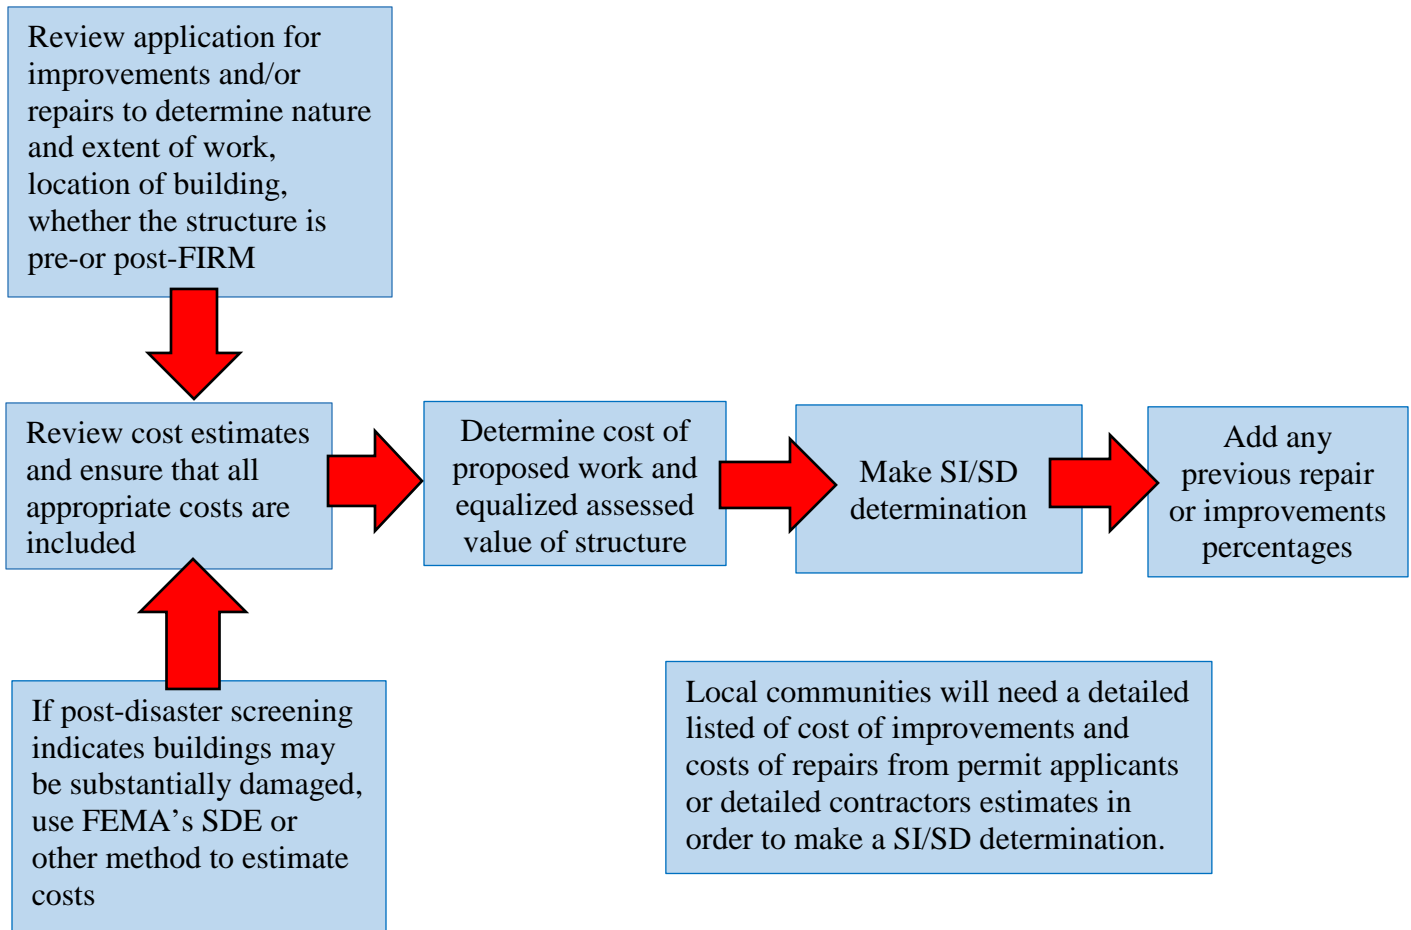 Review application for
improvements and/or
repairs to determine nature
and extent of work,
location of building,
whether the structure is
pre-or post-FIRM
Review cost estimates
and ensure that all
appropriate costs are
included
Determine cost of
proposed work and
equalized assessed
value of structure
Make SI/SD
determination
Add any
previous repair
or improvements
percentages
If post-disaster screening
indicates buildings may
be substantially damaged,
use FEMA’s SDE or
other method to estimate
costs
Local communities will need a detailed
listed of cost of improvements and
costs of repairs from permit applicants
or detailed contractors estimates in
order to make a SI/SD determination.